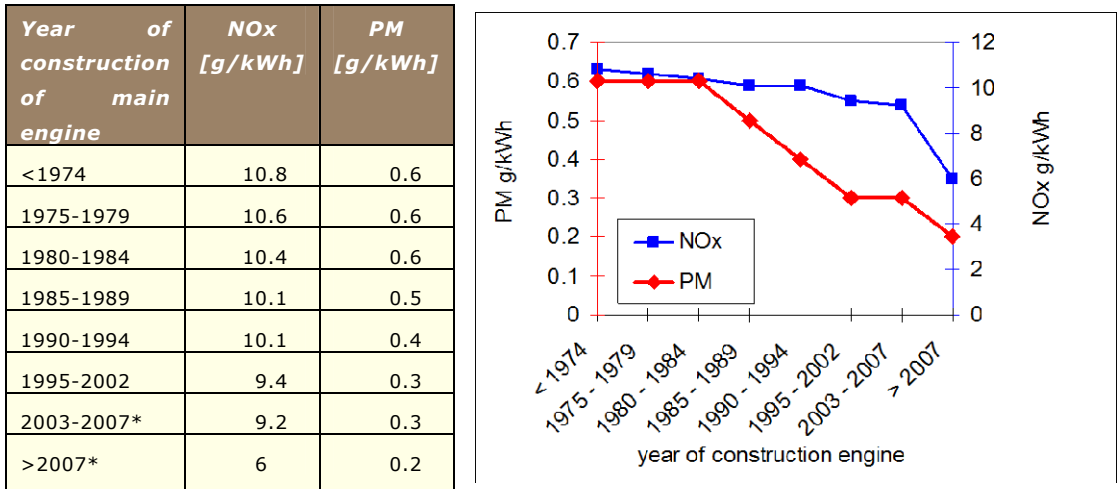 Year of NOx PM
construction [g/kWh] [g/kWh]
of main
engine
<1974 10.8 0.6
1975-1979 10.6 0.6
1980-1984 10.4 0.6
1985-1989 10.1 0.5
1990-1994 10.1 0.4
1995-2002 9.4 0.3
2003-2007* 9.2 0.3
>2007* 6 0.2
PM g/kWh
0.7
0.6
0.5
0.4
0.3
0.2
0.1
0
NOx
PM
12
10
8
6
4
2
0
NOx g/kWh
< 1974
1975 - 1979
1980 - 1984
1985 - 1989
1990 - 1994
1995 - 2002
2003 - 2007
> 2007
year of construction engine